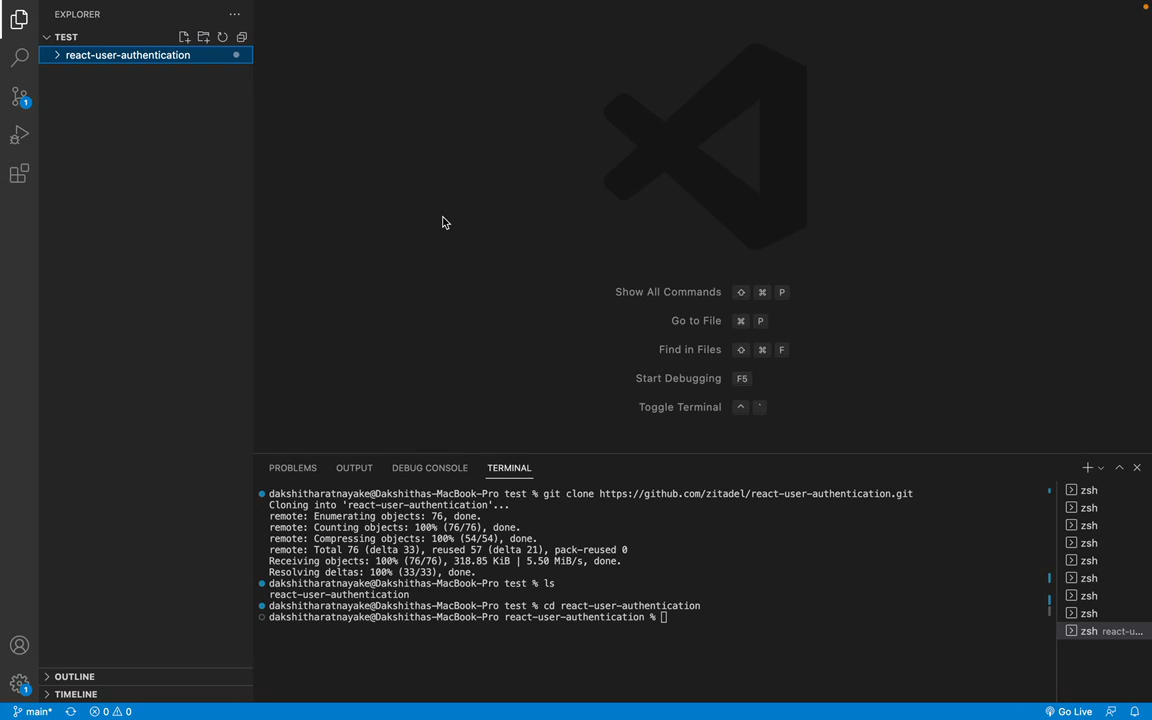 EXPLORER
TEST
react-user-authentication
1
Show All Commands ⇧ ⌘ P
Go to File ⌘ P
Find in Files ⇧ ⌘ F
Start Debugging F5
Toggle Terminal ^ `
PROBLEMS OUTPUT DEBUG CONSOLE TERMINAL
dakshitharatnayake@Dakshithas-MacBook-Pro test % git clone https://github.com/zitadel/react-user-authentication.git
Cloning into 'react-user-authentication'...
remote: Enumerating objects: 76, done.
remote: Counting objects: 100% (76/76), done.
remote: Compressing objects: 100% (54/54), done.
remote: Total 76 (delta 33), reused 57 (delta 21), pack-reused 0
Receiving objects: 100% (76/76), 318.85 KiB | 5.50 MiB/s, done.
Resolving deltas: 100% (33/33), done.
dakshitharatnayake@Dakshithas-MacBook-Pro test % ls
react-user-authentication
dakshitharatnayake@Dakshithas-MacBook-Pro test % cd react-user-authentication
dakshitharatnayake@Dakshithas-MacBook-Pro react-user-authentication %
zsh
zsh
zsh
zsh
zsh
zsh
zsh
zsh
zsh react-u...
OUTLINE
1
TIMELINE
main* 0 0 Go Live